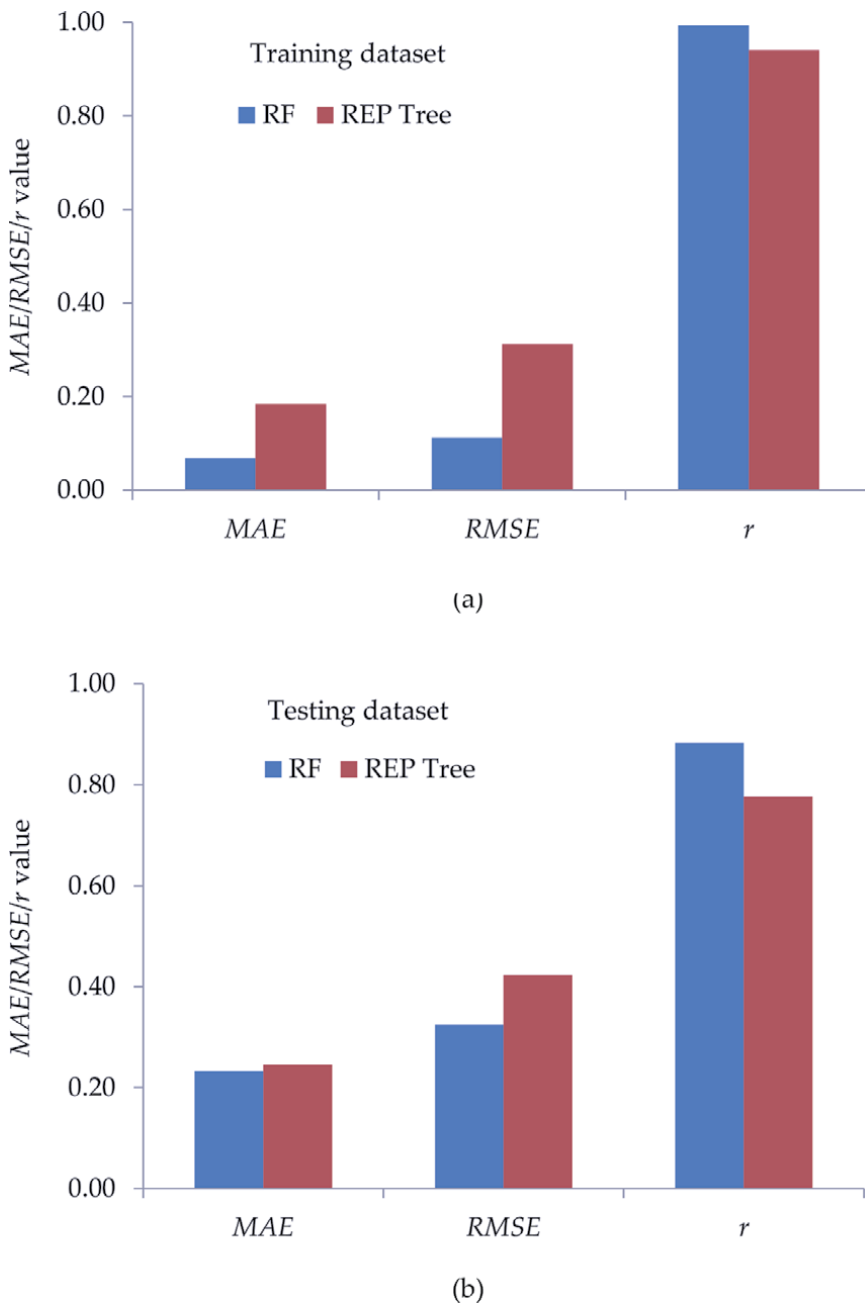 1.00
Training dataset
RF REP Tree
0.80
0.60
0.40
0.20
0.00
MAE/RMSE/r value
MAE RMSE r
(a)
1.00
Testing dataset
RF REP Tree
0.80
0.60
0.40
0.20
0.00
MAE/RMSE/r value
MAE RMSE r
(b)